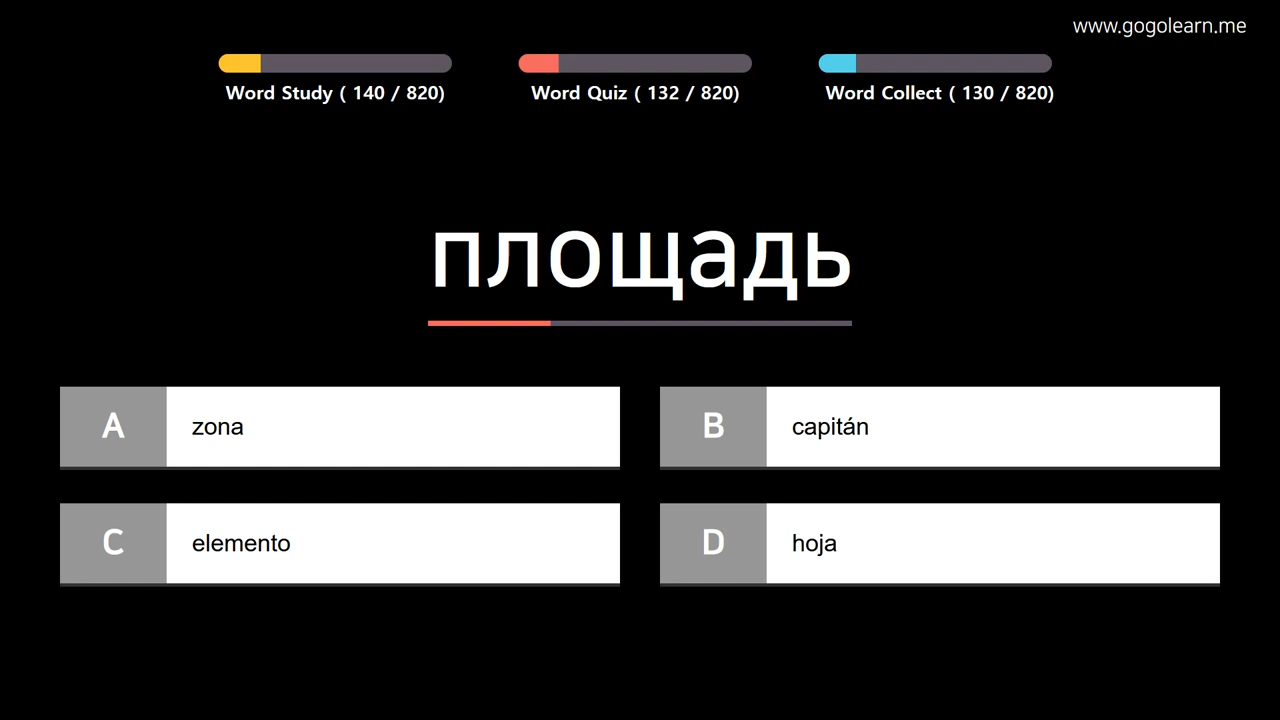 www.gogolearn.me
Word Study ( 140 / 820)
Word Quiz ( 132 / 820)
Word Collect ( 130 / 820)
площадь
A zona
B capitán
C elemento
D hoja